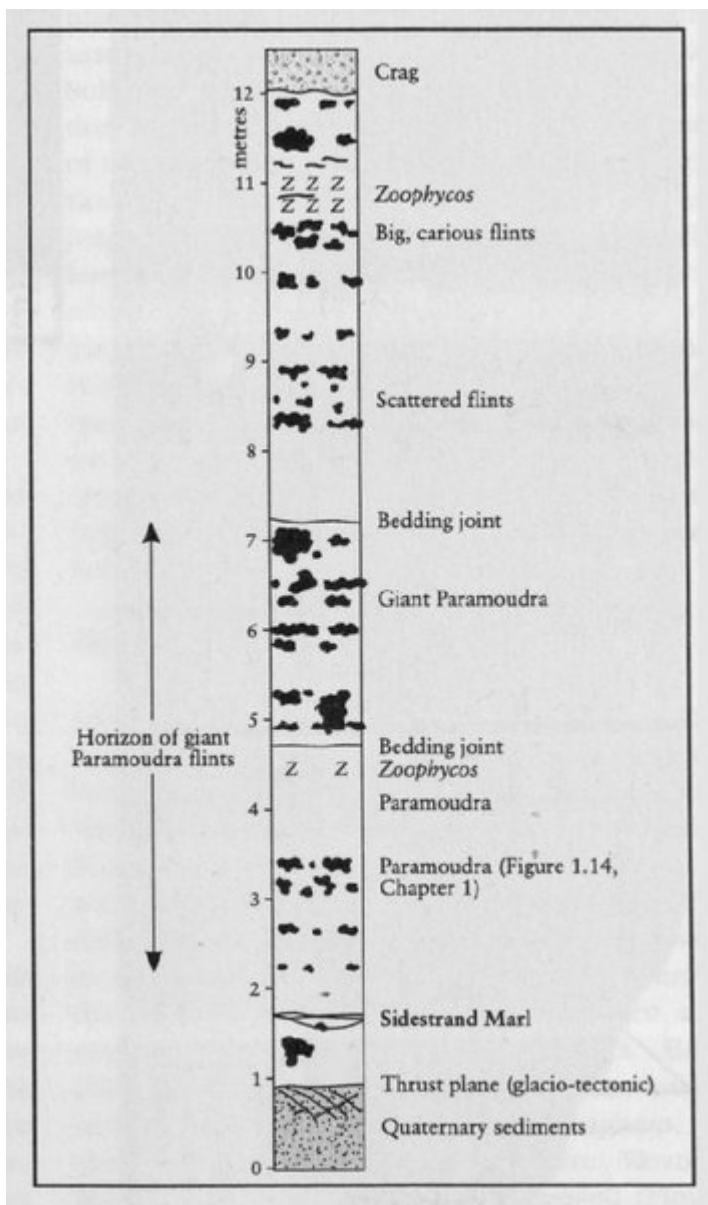 Crag
12
metres
Z Z Z
11
Zoophycos
Z Z Z
Big, carious flints
10
9
Scattered flints
8
Bedding joint
7
Giant Paramoudra
6
5
Horizon of giant
Paramoudra flints
Bedding joint
Z Z
Zoophycos
4
Paramoudra
Paramoudra (Figure 1.14,
Chapter 1)
3
2
Sidestrand Marl
1
Thrust plane (glacio-tectonic)
Quaternary sediments
0